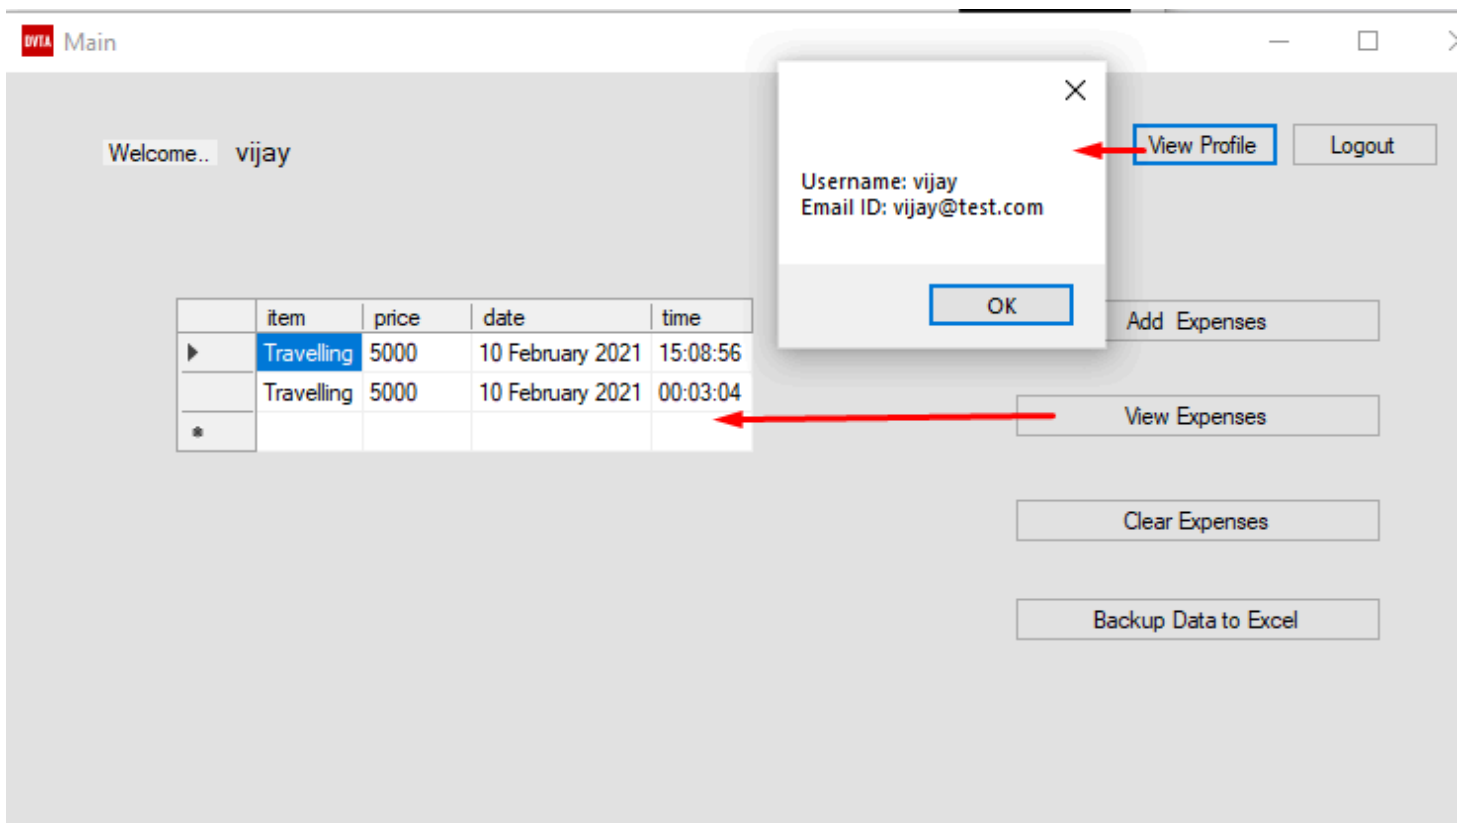 DVTA Main
Welcome.. vijay
View Profile Logout
Username: vijay
Email ID: vijay@test.com
OK
item price date time
Travelling 5000 10 February 2021 15:08:56
Travelling 5000 10 February 2021 00:03:04
Add Expenses
View Expenses
Clear Expenses
Backup Data to Excel